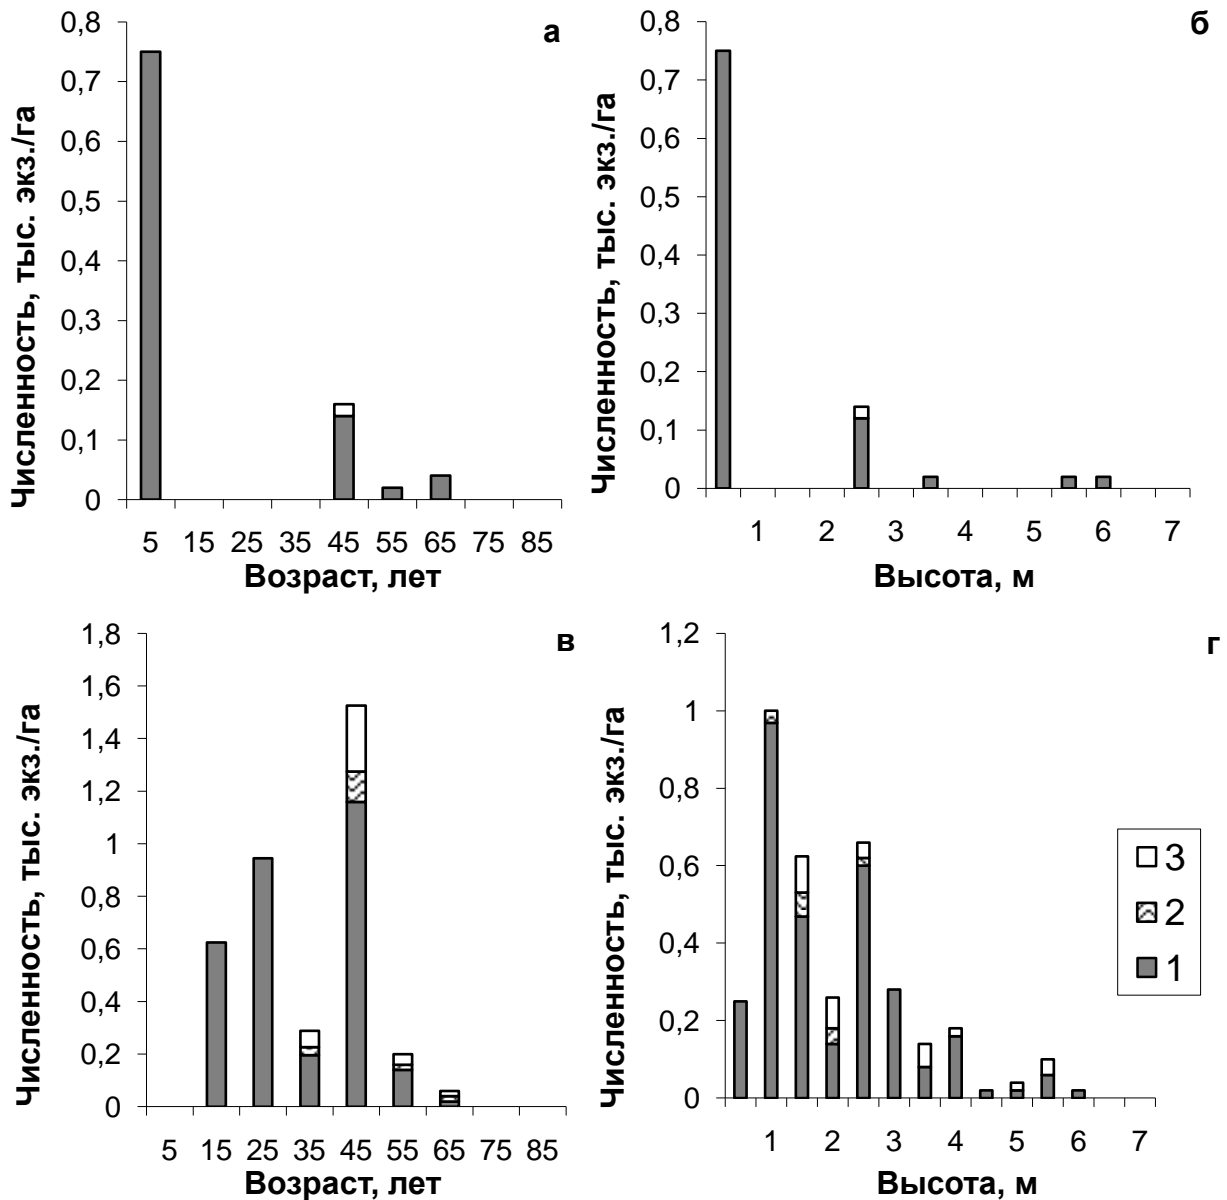 а
Численность, тыс. экз./га
0,8
0,7
0,6
0,5
0,4
0,3
0,2
0,1
0
5 15 25 35 45 55 65 75 85
Возраст, лет
б
Численность, тыс. экз./га
0,8
0,7
0,6
0,5
0,4
0,3
0,2
0,1
0
1 2 3 4 5 6 7
Высота, м
в
Численность, тыс. экз./га
1,8
1,6
1,4
1,2
1
0,8
0,6
0,4
0,2
0
5 15 25 35 45 55 65 75 85
Возраст, лет
г
Численность, тыс. экз./га
1,2
1
0,8
0,6
0,4
0,2
0
1 2 3 4 5 6 7
Высота, м
3
2
1